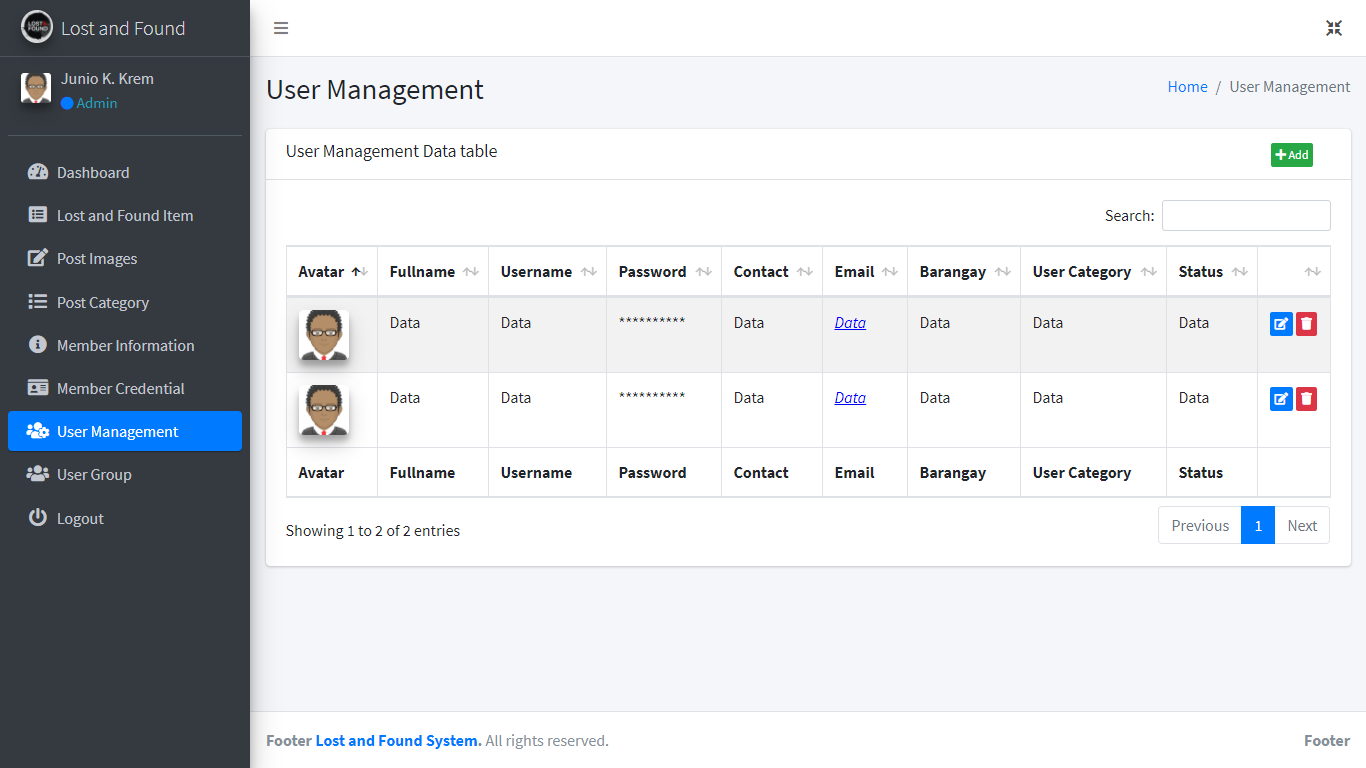 LOST FOUND
Lost and Found
Junio K. Krem
Admin
Dashboard
Lost and Found Item
Post Images
Post Category
Member Information
Member Credential
User Management
User Group
Logout
User Management
Home / User Management
User Management Data table
Add
Search:
Avatar Fullname Username Password Contact Email Barangay User Category Status
Data Data ********** Data Data Data Data Data
Data Data ********** Data Data Data Data Data
Avatar Fullname Username Password Contact Email Barangay User Category Status
Showing 1 to 2 of 2 entries
Previous 1 Next
Footer Lost and Found System. All rights reserved.
Footer